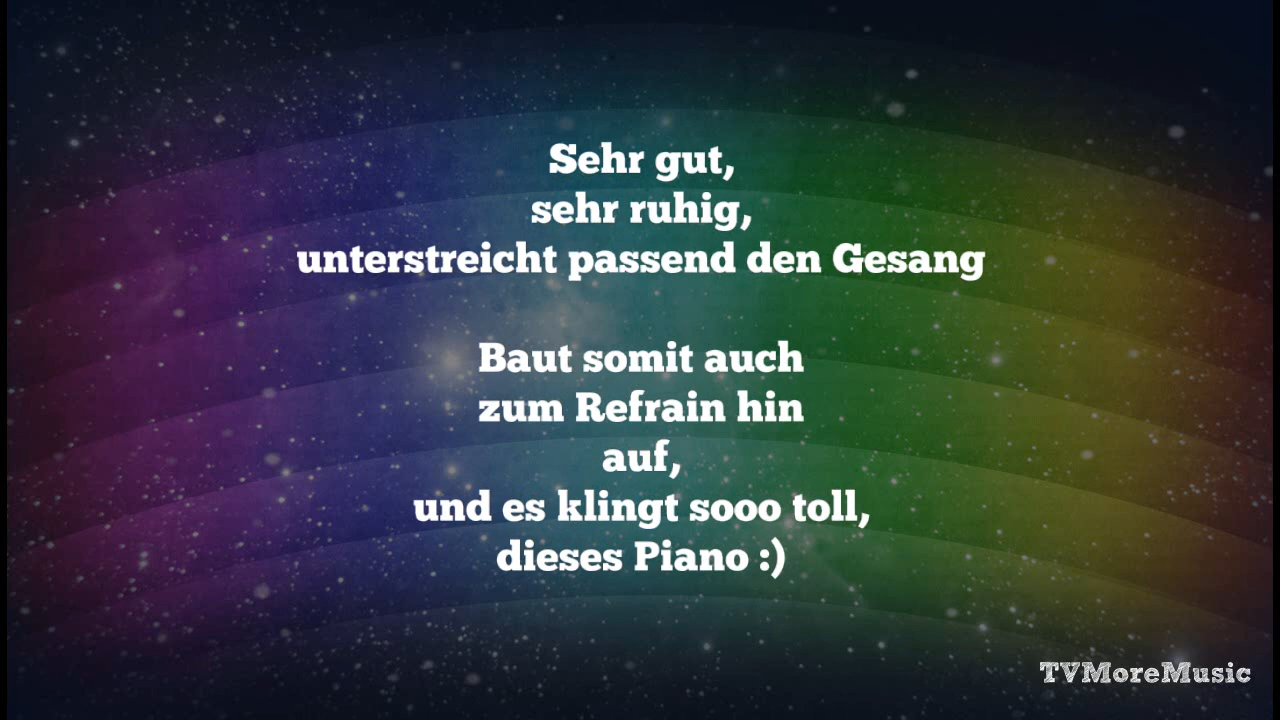 Sehr gut,
sehr ruhig,
unterstreicht passend den Gesang
Baut somit auch
zum Refrain hin
auf,
und es klingt sooo toll,
dieses Piano :)
TVMoreMusic